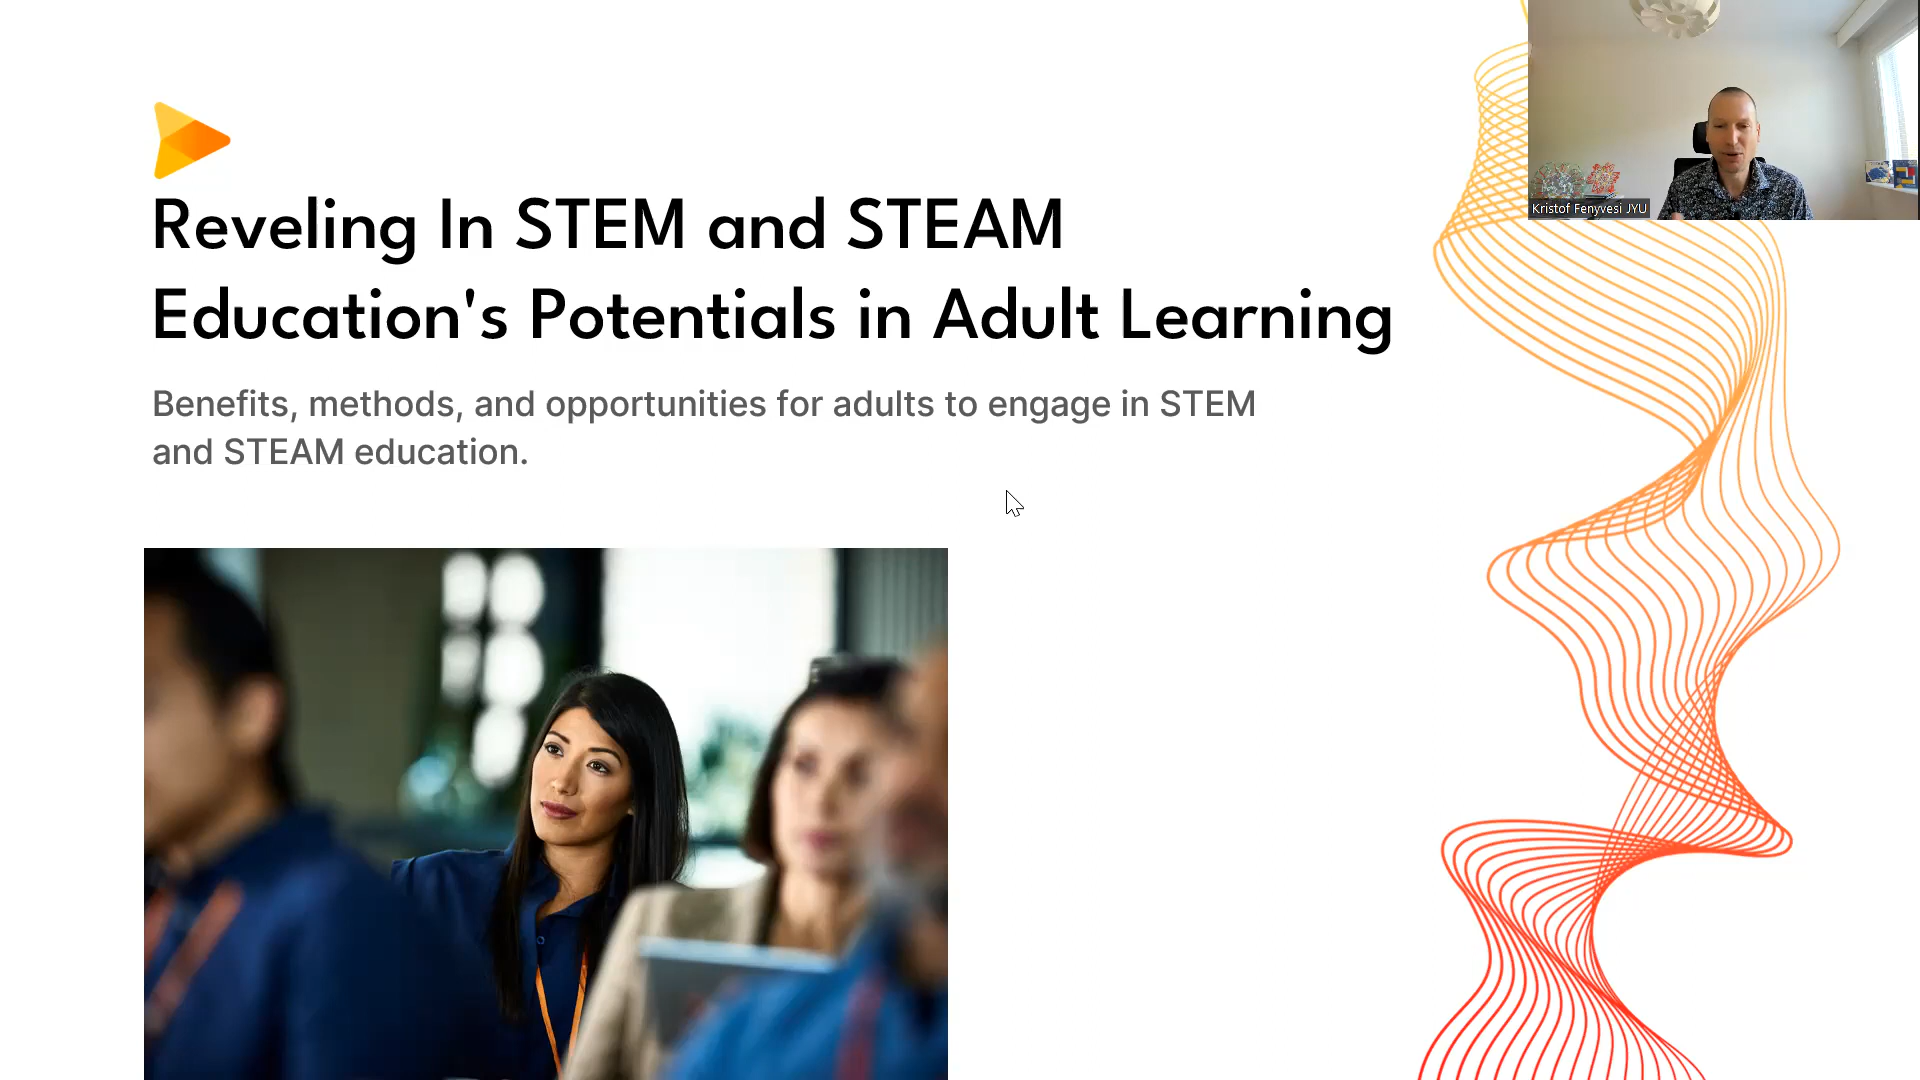 Reveling In STEM and STEAM
Education's Potentials in Adult Learning
Benefits, methods, and opportunities for adults to engage in STEM
and STEAM education.
Kristof Fenyvesi JYU